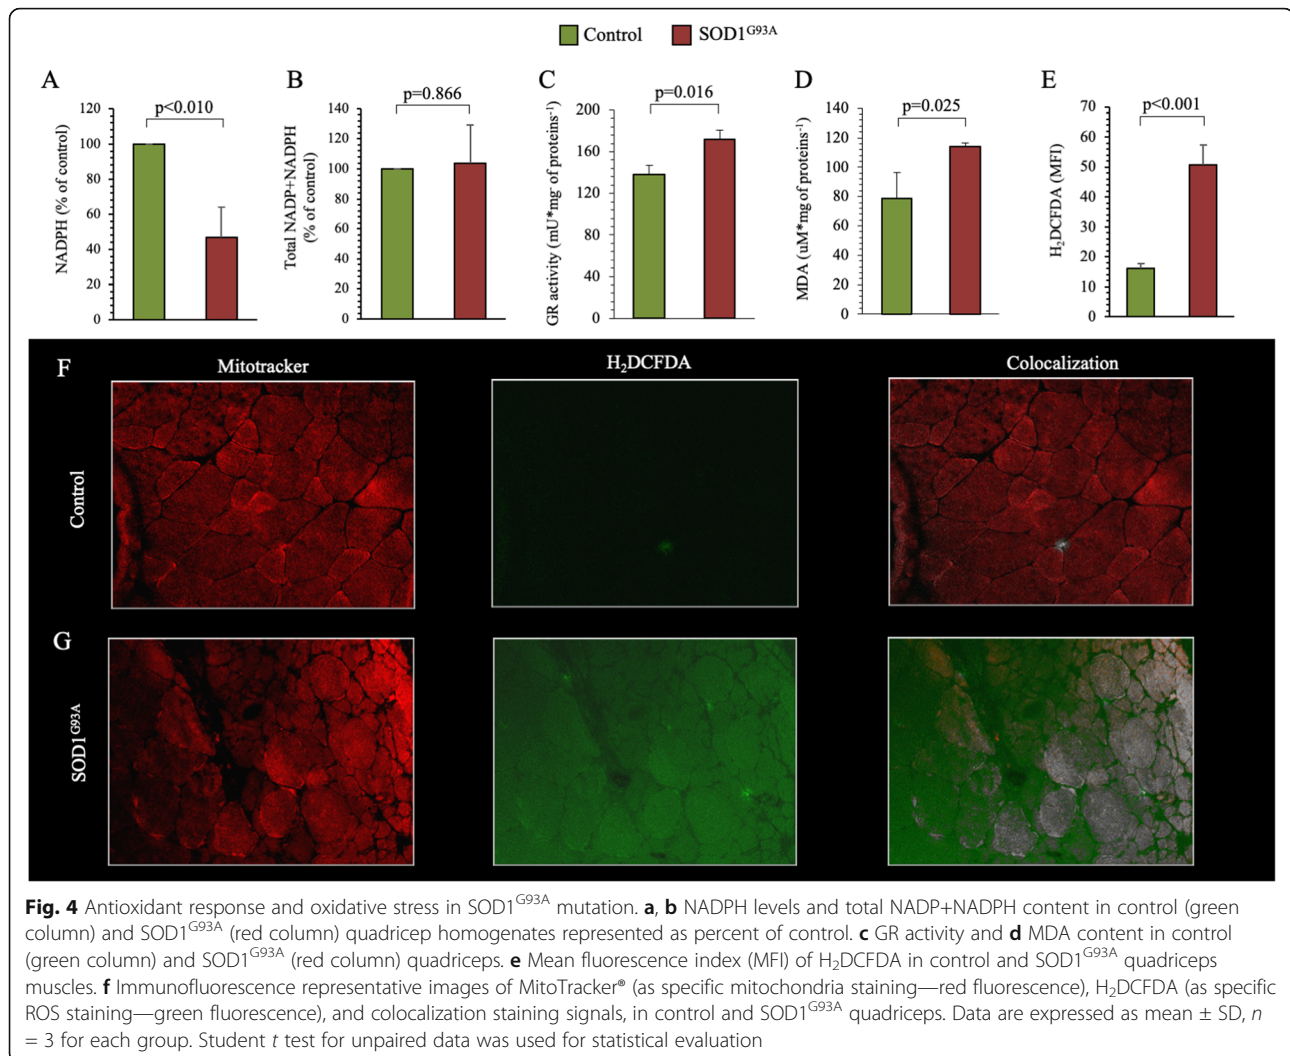 Control SOD1G93A
A
p<0.010
NADPH (% of control)
120
100
80
60
40
20
0
B
p=0.866
Total NADP+NADPH
(% of control)
140
120
100
80
60
40
20
0
C
p=0.016
GR activity (mU*mg of proteins-1)
200
160
120
80
40
0
D
p=0.025
MDA (uM*mg of proteins-1)
140
120
100
80
60
40
20
0
E
p<0.001
H2DCFDA (MFI)
70
60
50
40
30
20
10
0
F Mitotracker H2DCFDA Colocalization
Control
G
SOD1G93A
Fig. 4 Antioxidant response and oxidative stress in SOD1G93A mutation. a, b NADPH levels and total NADP+NADPH content in control (green
column) and SOD1G93A (red column) quadricep homogenates represented as percent of control. c GR activity and d MDA content in control
(green column) and SOD1G93A (red column) quadriceps. e Mean fluorescence index (MFI) of H2DCFDA in control and SOD1G93A quadriceps
muscles. f Immunofluorescence representative images of MitoTracker® (as specific mitochondria staining—red fluorescence), H2DCFDA (as specific
ROS staining—green fluorescence), and colocalization staining signals, in control and SOD1G93A quadriceps. Data are expressed as mean ± SD, n
= 3 for each group. Student t test for unpaired data was used for statistical evaluation